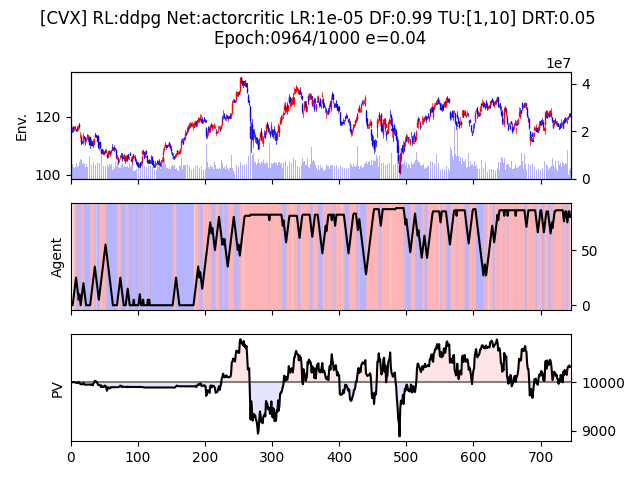 [CVX] RL:ddpg Net:actorcritic LR:1e-05 DF:0.99 TU:[1,10] DRT:0.05
Epoch:0964/1000 e=0.04
1e7
Env.
120
100
4
2
0
Agent
50
0
PV
10000
9000
0 100 200 300 400 500 600 700